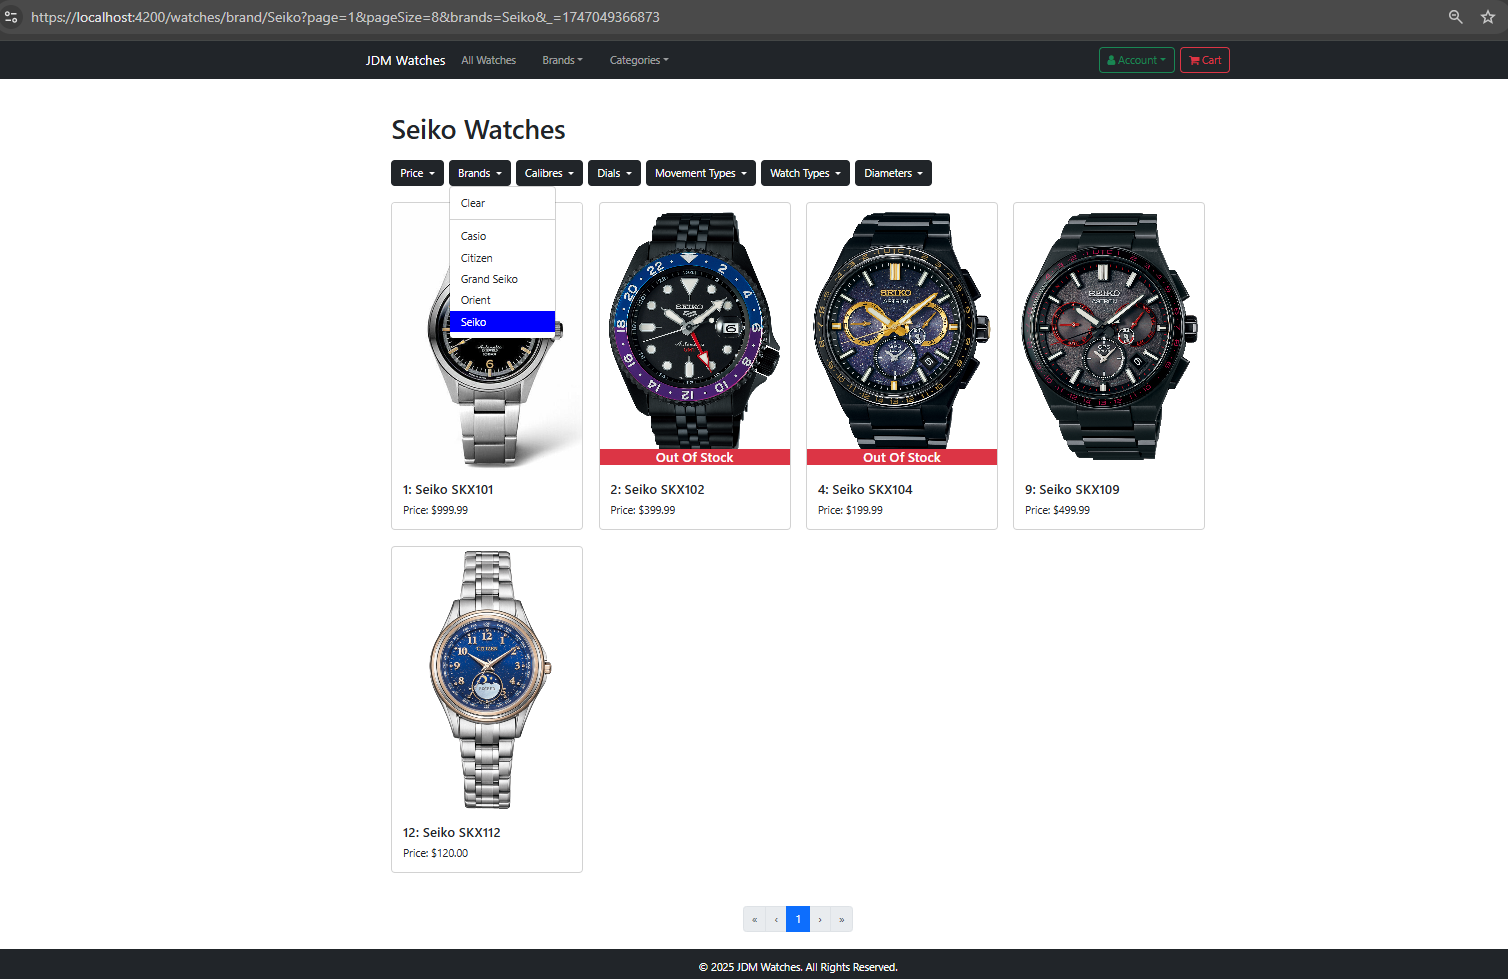 https://localhost:4200/watches/brand/Seiko?page=1&pageSize=8&brands=Seiko&_=1747049366873
JDM Watches All Watches Brands Categories Account Cart
Seiko Watches
Price Brands Calibres Dials Movement Types Watch Types Diameters
Clear
Casio
Citizen
Grand Seiko
Orient
Seiko
SEIKO
SEIKO
SEIKO
Out Of Stock
Out Of Stock
1: Seiko SKX101
Price: $999.99
2: Seiko SKX102
Price: $399.99
4: Seiko SKX104
Price: $199.99
9: Seiko SKX109
Price: $499.99
CITIZEN
12: Seiko SKX112
Price: $120.00
« ‹ 1 › »
© 2025 JDM Watches. All Rights Reserved.